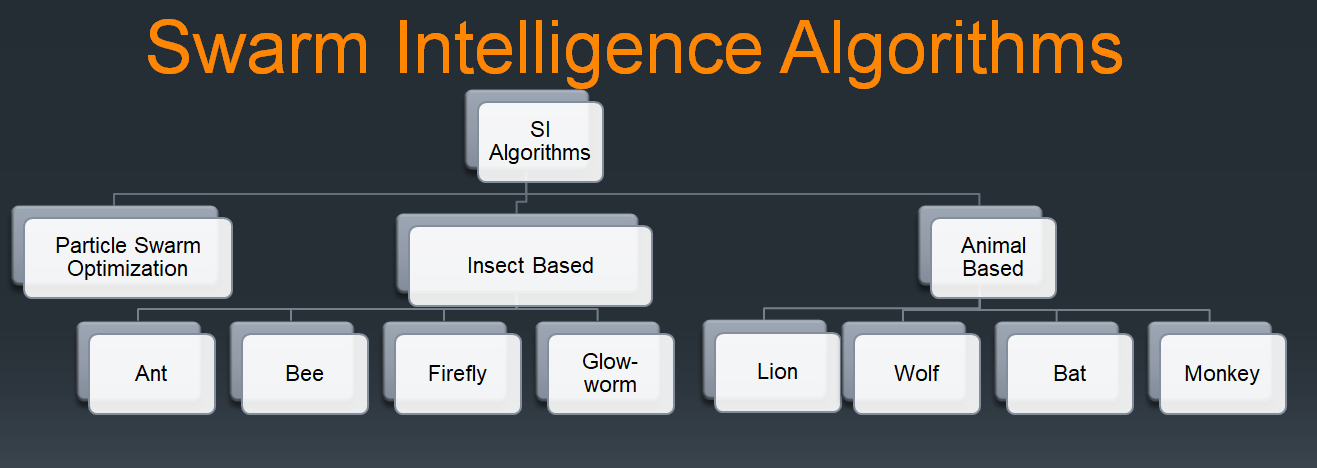 Swarm Intelligence Algorithms
SI
Algorithms
Particle Swarm
Optimization
Insect Based
Animal
Based
Ant
Bee
Firefly
Glow-
worm
Lion
Wolf
Bat
Monkey